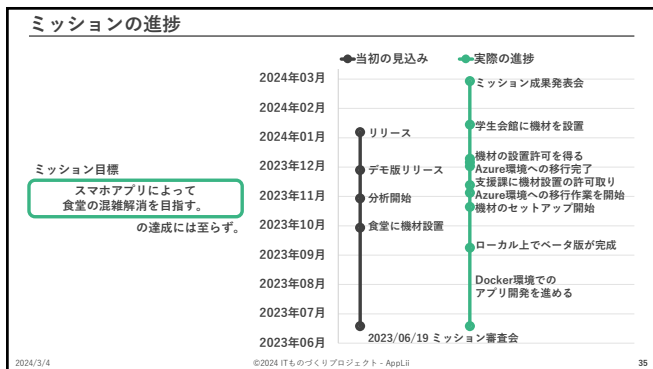 ミッションの進捗
当初の見込み
実際の進捗
2024年03月
2024年02月
2024年01月
2023年12月
2023年11月
2023年10月
2023年09月
2023年08月
2023年07月
2023年06月
リリース
デモ版リリース
分析開始
食堂に機材設置
ミッション成果発表会
学生会館に機材を設置
機材の設置許可を得る
Azure環境への移行完了
支援課に機材設置の許可取り
Azure環境への移行作業を開始
機材のセットアップ開始
ローカル上でベータ版が完成
Docker環境での
アプリ開発を進める
2023/06/19 ミッション審査会
ミッション目標
スマホアプリによって
食堂の混雑解消を目指す。
の達成には至らず。
2024/3/4
©2024 ITものづくりプロジェクト - AppLii
35